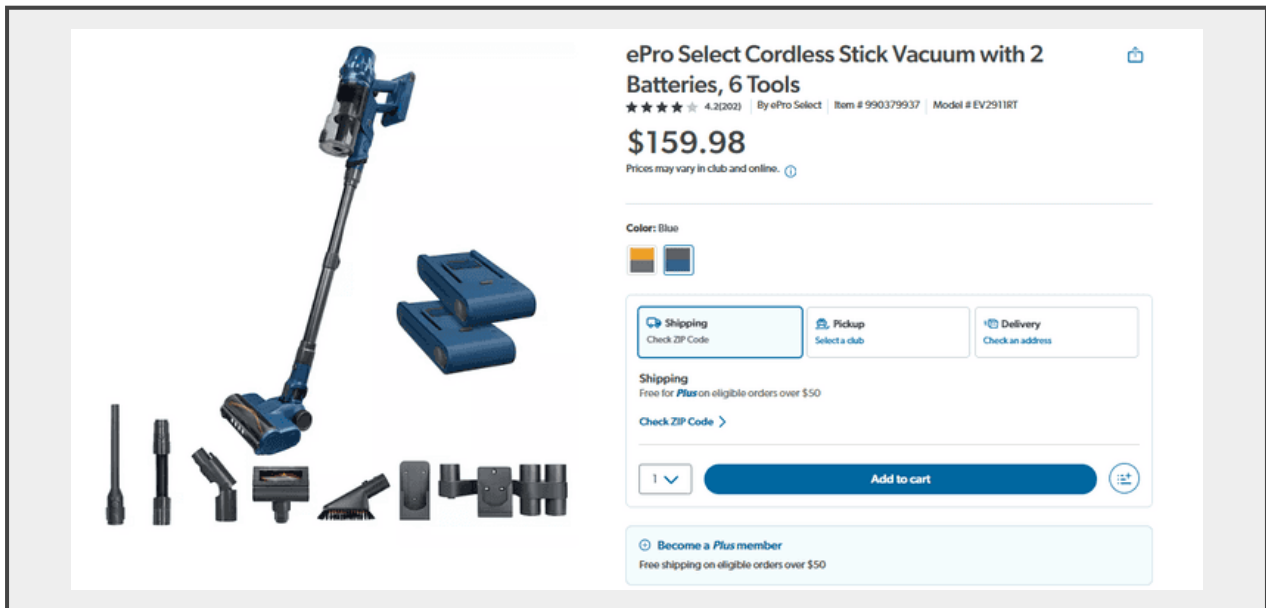 ePro Select Cordless Stick Vacuum with 2
Batteries, 6 Tools
4.2(202) By ePro Select Item # 990379937 Model # EV2911RT
$159.98
Prices may vary in club and online.
Color: Blue
Shipping
Check ZIP Code
Pickup
Select a club
Delivery
Check an address
Shipping
Free for Plus on eligible orders over $50
Check ZIP Code
1
Add to cart
Become a Plus member
Free shipping on eligible orders over $50